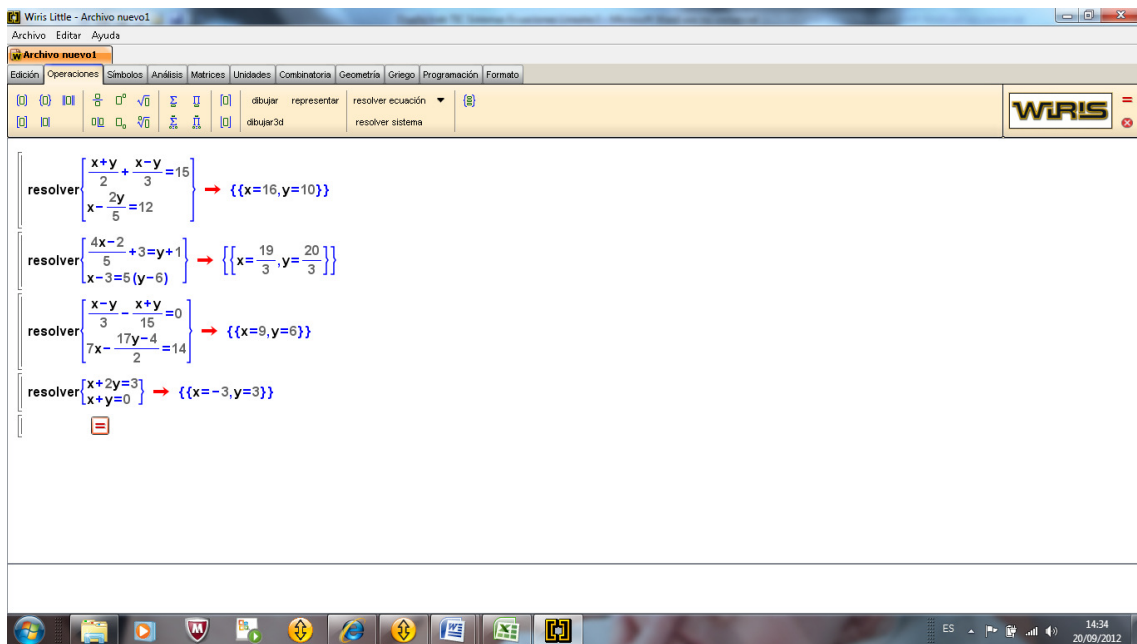 Wiris Little - Archivo nuevo1
Archivo Editar Ayuda
Archivo nuevo1
Edición Operaciones Símbolos Análisis Matrices Unidades Combinatoria Geometría Griego Programación Formato
dibujar representar resolver ecuación
dibujar3d resolver sistema
WIRIS
resolver { (x+y)/2 + (x-y)/3 =15
x - 2y/5 =12 } → {{x=16,y=10}}
resolver { (4x-2)/5 +3=y+1
x-3=5(y-6) } → {{x=19/3,y=20/3}}
resolver { (x-y)/3 - (x+y)/15 =0
7x - (17y-4)/2 =14 } → {{x=9,y=6}}
resolver { x+2y=3
x+y=0 } → {{x=-3,y=3}}
=
ES 14:34
20/09/2012